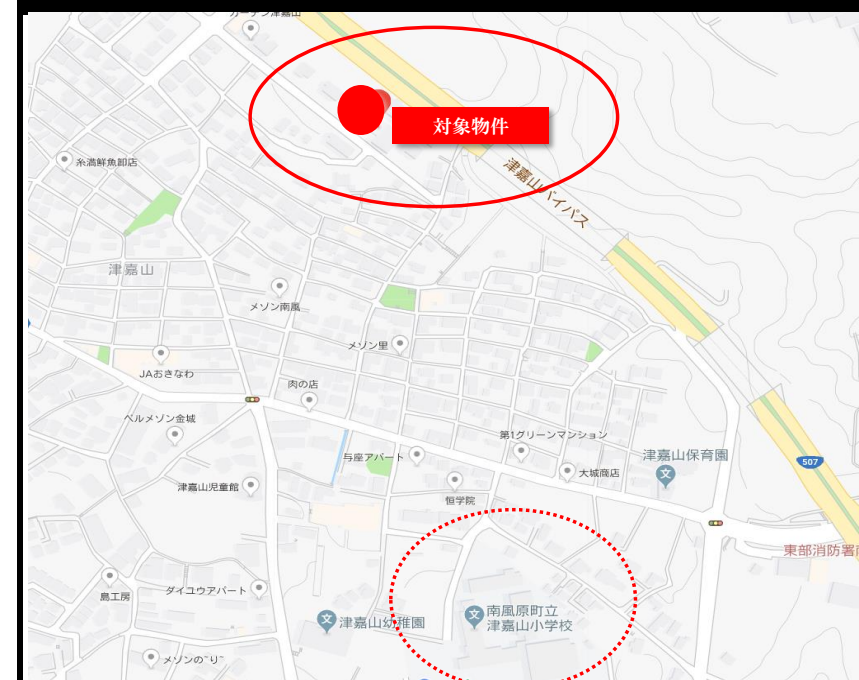 ガーデン津嘉山
対象物件
糸満鮮魚卸店
津嘉山バイパス
津嘉山
メゾン南風
メゾン里
JAおきなわ
肉の店
ベルメゾン金城
第1グリーンマンション
与座アパート
津嘉山保育園
大城商店
507
津嘉山児童館
恒学院
東部消防署
島工房
ダイユウアパート
津嘉山幼稚園
南風原町立
津嘉山小学校
メゾンの~り~